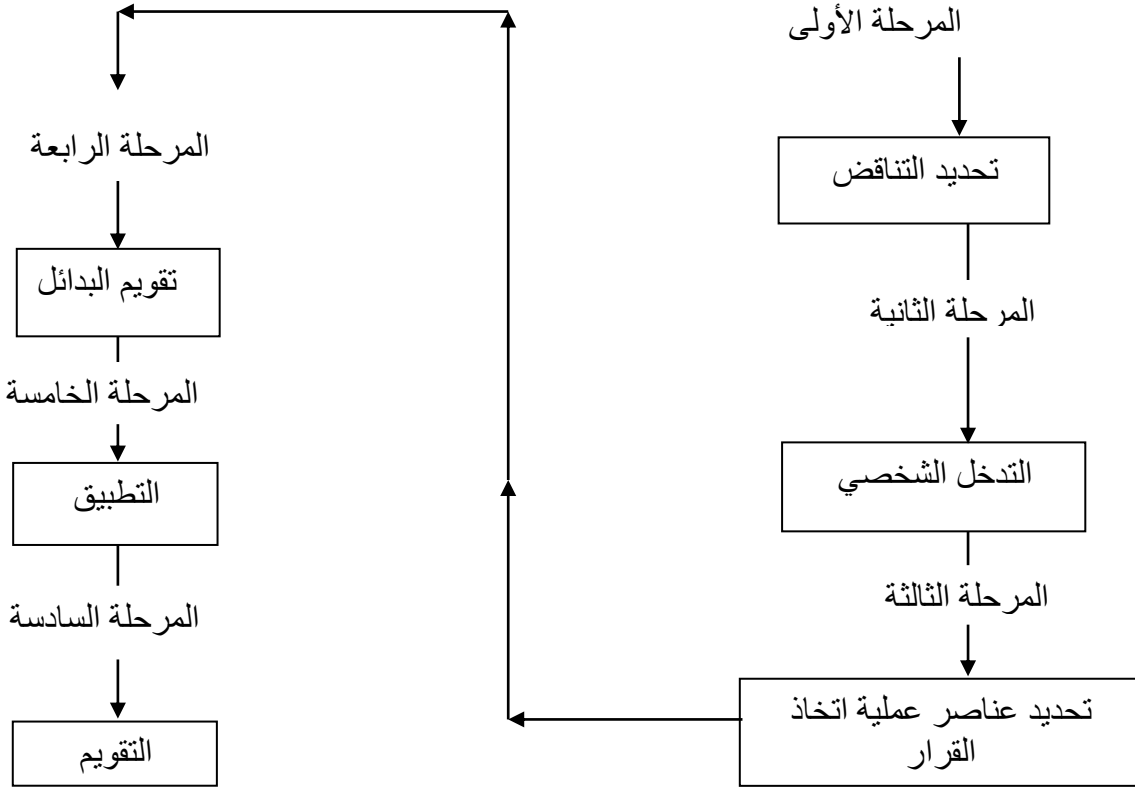 المرحلة الأولى
تحديد التناقض
المرحلة الثانية
التدخل الشخصي
المرحلة الثالثة
تحديد عناصر عملية اتخاذ
القرار
المرحلة الرابعة
تقويم البدائل
المرحلة الخامسة
التطبيق
المرحلة السادسة
التقويم